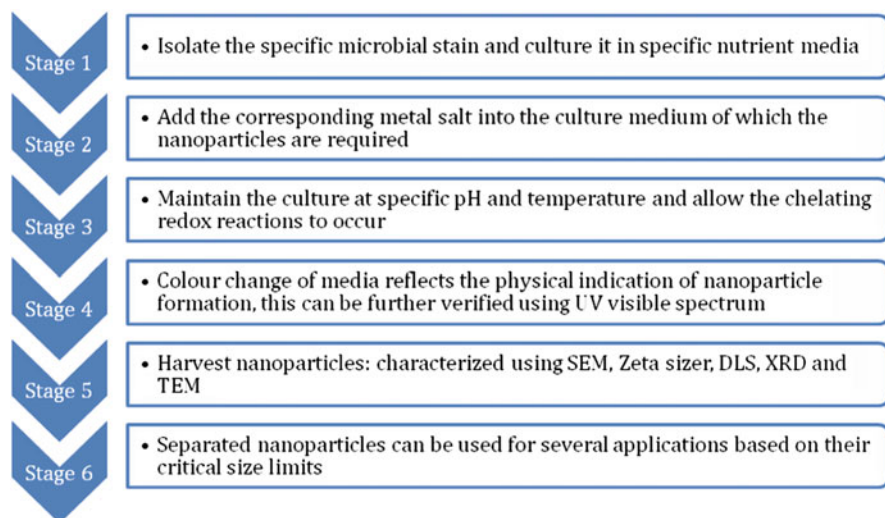 Stage 1
• Isolate the specific microbial stain and culture it in specific nutrient media
Stage 2
• Add the corresponding metal salt into the culture medium of which the
nanoparticles are required
Stage 3
• Maintain the culture at specific pH and temperature and allow the chelating
redox reactions to occur
Stage 4
• Colour change of media reflects the physical indication of nanoparticle
formation, this can be further verified using UV visible spectrum
Stage 5
• Harvest nanoparticles: characterized using SEM, Zeta sizer, DLS, XRD and
TEM
Stage 6
• Separated nanoparticles can be used for several applications based on their
critical size limits